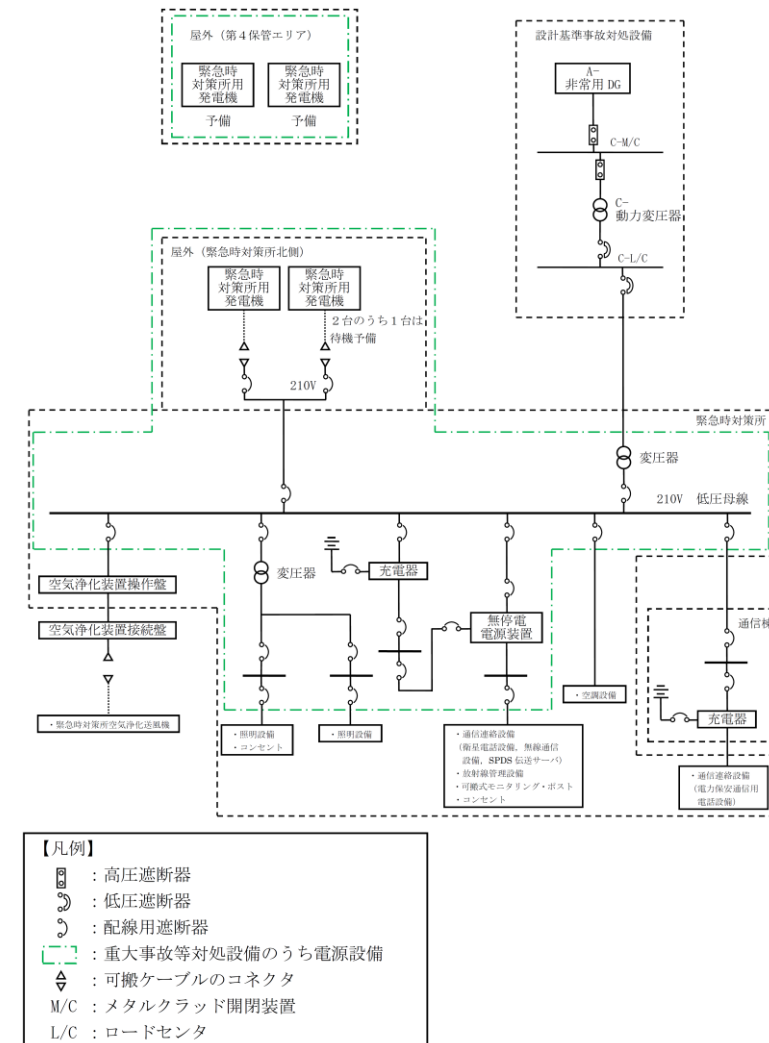 屋外（第４保管エリア）
緊急時
対策所用
発電機
緊急時
対策所用
発電機
予備
予備
設計基準事故対処設備
A-
非常用 DG
C-M/C
C-
動力変圧器
C-L/C
屋外（緊急時対策所北側）
緊急時
対策所用
発電機
緊急時
対策所用
発電機
２台のうち１台は
待機予備
210V
緊急時対策所
変圧器
210V 低圧母線
空気浄化装置操作盤
空気浄化装置接続盤
・緊急時対策所空気浄化送風機
変圧器
充電器
無停電
電源装置
・照明設備
・コンセント
・照明設備
・通信連絡設備
（衛星電話設備、無線通信
設備、SPDS 伝送サーバ）
・放射線管理設備
・可搬式モニタリング・ポスト
・コンセント
・空調設備
通信棟
充電器
・通信連絡設備
（電力保安通信用
電話設備）
【凡例】
：高圧遮断器
：低圧遮断器
：配線用遮断器
：重大事故等対処設備のうち電源設備
：可搬ケーブルのコネクタ
M/C ：メタルクラッド開閉装置
L/C ：ロードセンタ